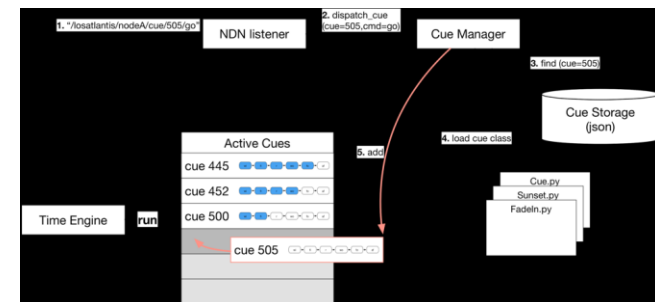 1. "/losatlantis/nodeA/cue/505/go"
NDN listener
2. dispatch_cue
(cue=505,cmd=go)
Cue Manager
3. find (cue=505)
Cue Storage
(json)
4. load cue class
Active Cues
5. add
cue 445
cue 452
cue 500
Cue.py
Sunset.py
FadeIn.py
Time Engine
run
cue 505